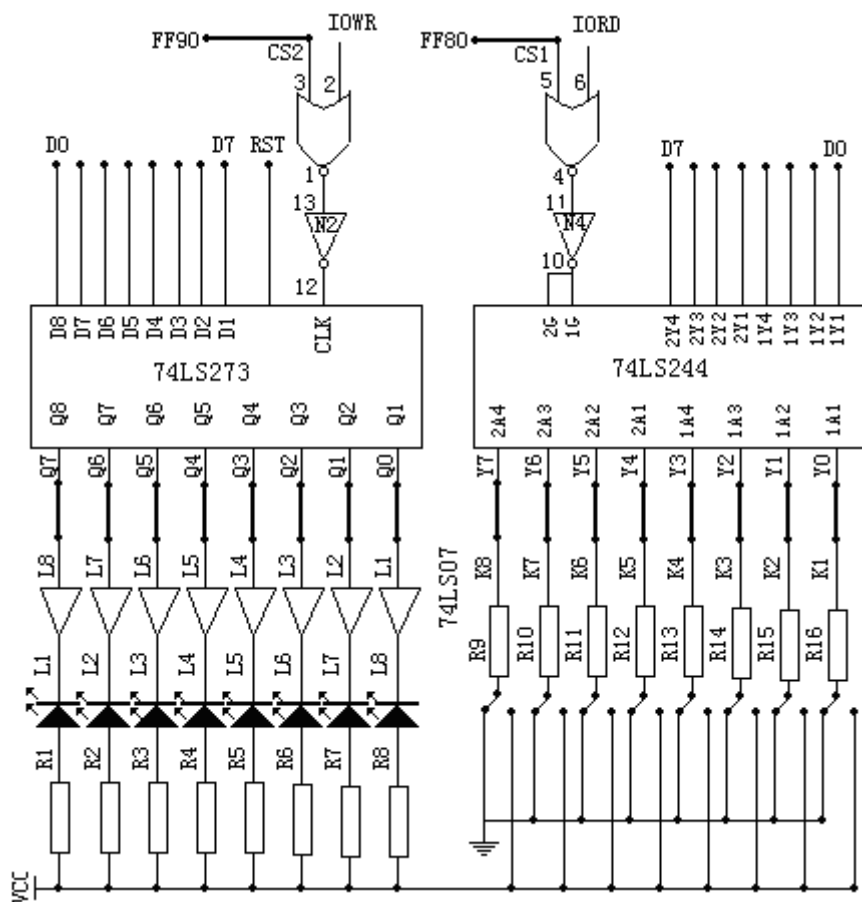 IOWR
IORD
FF90
CS2
FF80
CS1
3
2
5
6
D0
D7
RST
D7
D0
1
4
13
N2
11
N4
12
10
D8
D7
D6
D5
D4
D3
D2
D1
CLK
2G
1G
2Y4
2Y3
2Y2
2Y1
1Y4
1Y3
1Y2
1Y1
74LS273
74LS244
Q8
Q7
Q6
Q5
Q4
Q3
Q2
Q1
2A4
2A3
2A2
2A1
1A4
1A3
1A2
1A1
Q7
Q6
Q5
Q4
Q3
Q2
Q1
Q0
Y7
Y6
Y5
Y4
Y3
Y2
Y1
Y0
L8
L7
L6
L5
L4
L3
L2
L1
74LS07
K8
K7
K6
K5
K4
K3
K2
K1
L1
L2
L3
L4
L5
L6
L7
L8
R9
R10
R11
R12
R13
R14
R15
R16
R1
R2
R3
R4
R5
R6
R7
R8
VCC